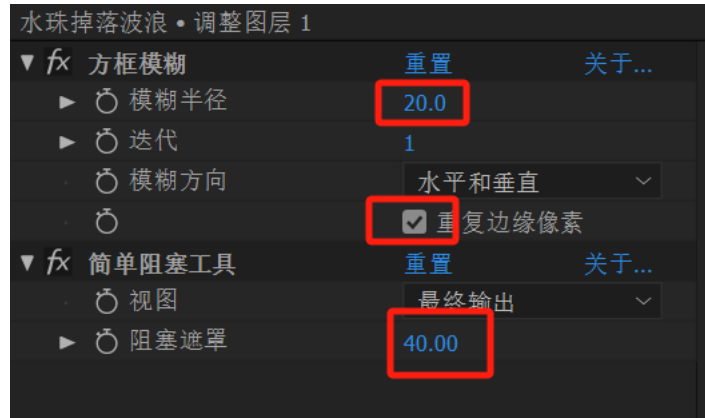 水珠掉落波浪 • 调整图层 1
fx 方框模糊 重置 关于...
模糊半径 20.0
迭代 1
模糊方向 水平和垂直
重复边缘像素
fx 简单阻塞工具 重置 关于...
视图 最终输出
阻塞遮罩 40.00